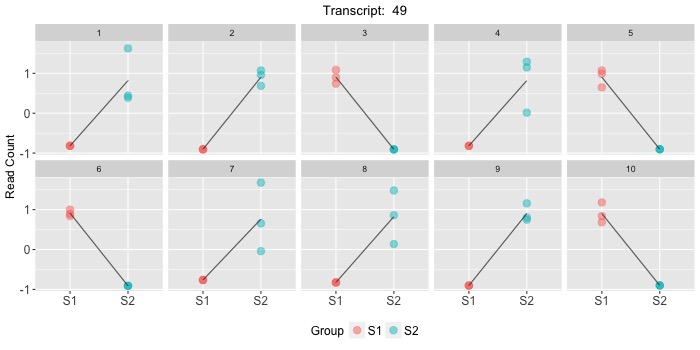 Transcript:  49
1 2 3 4 5
Read Count
1
0
-1
6 7 8 9 10
1
0
-1
S1 S2 S1 S2 S1 S2 S1 S2 S1 S2
Group S1 S2